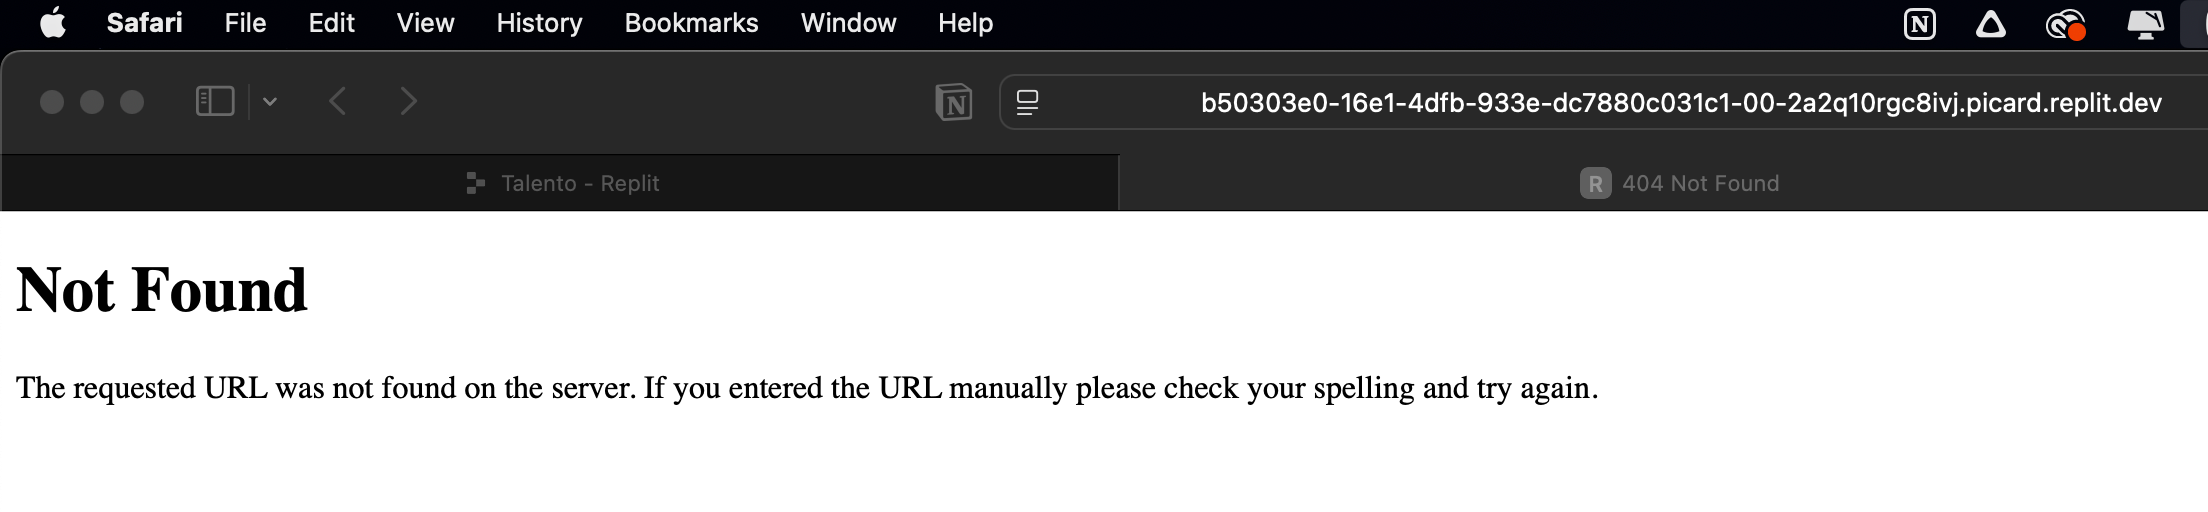 Safari File Edit View History Bookmarks Window Help
b50303e0-16e1-4dfb-933e-dc7880c031c1-00-2a2q10rgc8ivj.picard.replit.dev
Talento - Replit
R 404 Not Found
Not Found
The requested URL was not found on the server. If you entered the URL manually please check your spelling and try again.